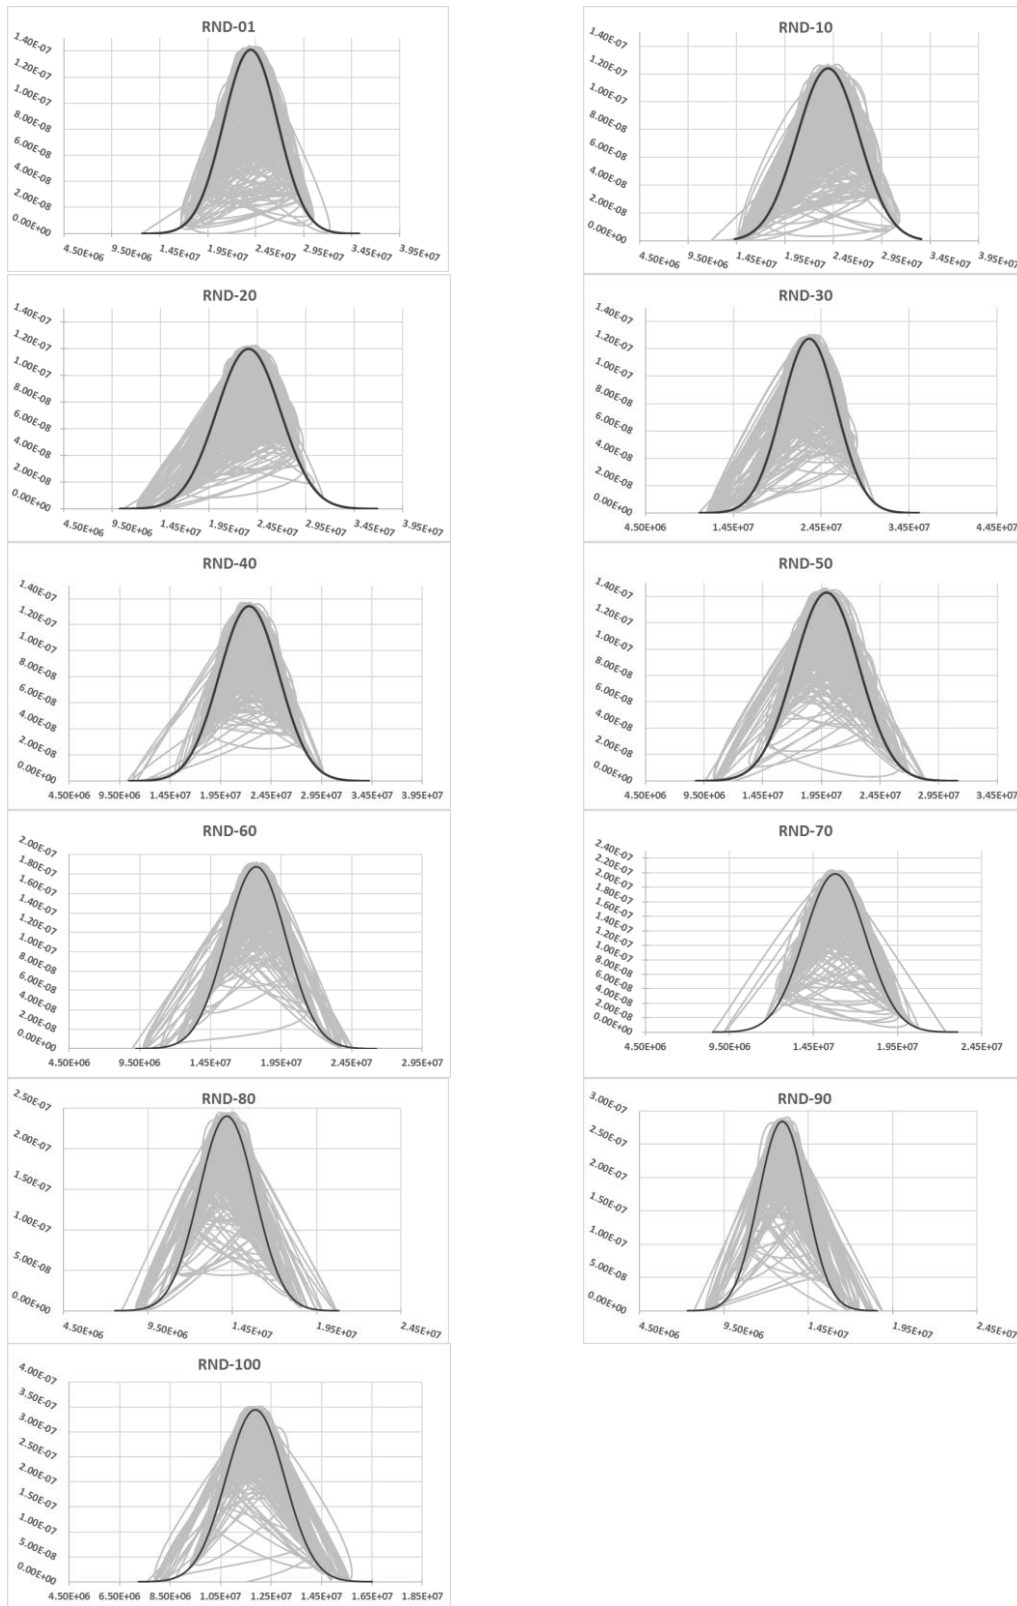 RND-01
1.40E-07
1.20E-07
1.00E-07
8.00E-08
6.00E-08
4.00E-08
2.00E-08
0.00E+00
4.50E+06 9.50E+06 1.45E+07 1.95E+07 2.45E+07 2.95E+07 3.45E+07 3.95E+07
RND-10
1.40E-07
1.20E-07
1.00E-07
8.00E-08
6.00E-08
4.00E-08
2.00E-08
0.00E+00
4.50E+06 9.50E+06 1.45E+07 1.95E+07 2.45E+07 2.95E+07 3.45E+07 3.95E+07
RND-20
1.40E-07
1.20E-07
1.00E-07
8.00E-08
6.00E-08
4.00E-08
2.00E-08
0.00E+00
4.50E+06 9.50E+06 1.45E+07 1.95E+07 2.45E+07 2.95E+07 3.45E+07 3.95E+07
RND-30
1.40E-07
1.20E-07
1.00E-07
8.00E-08
6.00E-08
4.00E-08
2.00E-08
0.00E+00
4.50E+06 1.45E+07 2.45E+07 3.45E+07 4.45E+07
RND-40
1.40E-07
1.20E-07
1.00E-07
8.00E-08
6.00E-08
4.00E-08
2.00E-08
0.00E+00
4.50E+06 9.50E+06 1.45E+07 1.95E+07 2.45E+07 2.95E+07 3.45E+07 3.95E+07
RND-50
1.40E-07
1.20E-07
1.00E-07
8.00E-08
6.00E-08
4.00E-08
2.00E-08
0.00E+00
4.50E+06 9.50E+06 1.45E+07 1.95E+07 2.45E+07 2.95E+07 3.45E+07
RND-60
2.00E-07
1.80E-07
1.60E-07
1.40E-07
1.20E-07
1.00E-07
8.00E-08
6.00E-08
4.00E-08
2.00E-08
0.00E+00
4.50E+06 9.50E+06 1.45E+07 1.95E+07 2.45E+07 2.95E+07
RND-70
2.40E-07
2.20E-07
2.00E-07
1.80E-07
1.60E-07
1.40E-07
1.20E-07
1.00E-07
8.00E-08
6.00E-08
4.00E-08
2.00E-08
0.00E+00
4.50E+06 9.50E+06 1.45E+07 1.95E+07 2.45E+07
RND-80
2.50E-07
2.00E-07
1.50E-07
1.00E-07
5.00E-08
0.00E+00
4.50E+06 9.50E+06 1.45E+07 1.95E+07 2.45E+07
RND-90
3.00E-07
2.50E-07
2.00E-07
1.50E-07
1.00E-07
5.00E-08
0.00E+00
4.50E+06 9.50E+06 1.45E+07 1.95E+07 2.45E+07
RND-100
4.00E-07
3.50E-07
3.00E-07
2.50E-07
2.00E-07
1.50E-07
1.00E-07
5.00E-08
0.00E+00
4.50E+06 6.50E+06 8.50E+06 1.05E+07 1.25E+07 1.45E+07 1.65E+07